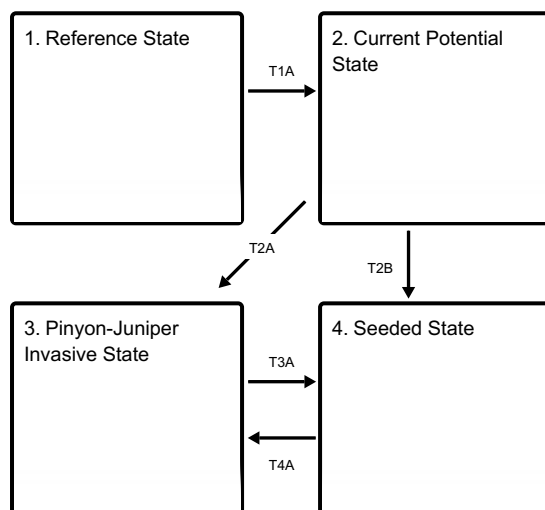 1. Reference State
2. Current Potential
State
T1A
T2A
T2B
3. Pinyon-Juniper
Invasive State
4. Seeded State
T3A
T4A